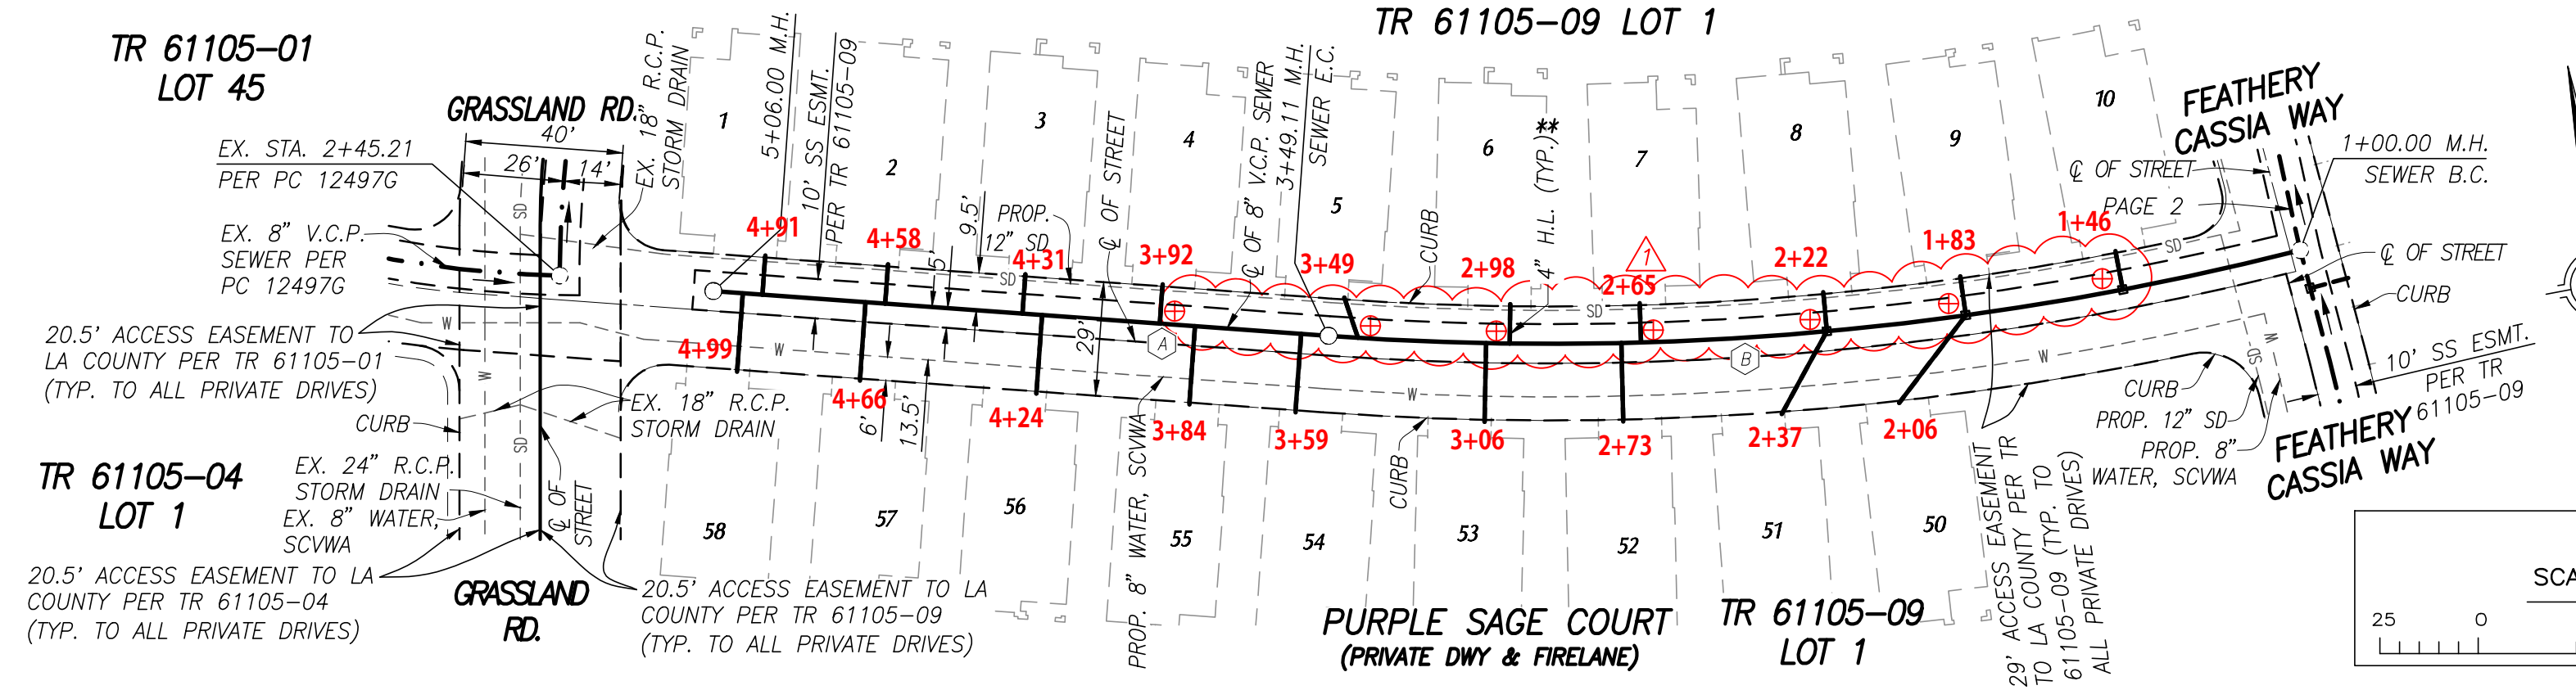 TR 61105-01
LOT 45
GRASSLAND RD.
40'
26'
14'
EX. STA. 2+45.21
PER PC 12497G
EX. 8" V.C.P.
SEWER PER
PC 12497G
EX. 18" R.C.P.
STORM DRAIN
20.5' ACCESS EASEMENT TO
LA COUNTY PER TR 61105-01
(TYP. TO ALL PRIVATE DRIVES)
CURB
EX. 18" R.C.P.
STORM DRAIN
TR 61105-04
LOT 1
EX. 24" R.C.P.
STORM DRAIN
EX. 8" WATER,
SCVWA
℄ OF
STREET
20.5' ACCESS EASEMENT TO LA
COUNTY PER TR 61105-04
(TYP. TO ALL PRIVATE DRIVES)
GRASSLAND
RD.
20.5' ACCESS EASEMENT TO LA
COUNTY PER TR 61105-09
(TYP. TO ALL PRIVATE DRIVES)
SD
SD
W
W
W
TR 61105-09 LOT 1
1
2
3
4
5
6
7
8
9
10
5+06.00 M.H.
10' SS ESMT.
PER TR 61105-09
9.5'
5'
PROP.
12" SD
℄ OF STREET
℄ OF 8" V.C.P. SEWER
3+49.11 M.H.
SEWER E.C.
CURB
4" H.L. (TYP.)**
4+91
4+58
4+31
3+92
3+49
2+98
2+65
2+22
1+83
1+46
1
SD
SD
SD
A
B
W
W
W
29'
6'
13.5'
4+99
4+66
4+24
3+84
3+59
3+06
2+73
2+37
2+06
PROP. 8" WATER, SCVWA
CURB
58
57
56
55
54
53
52
51
50
PURPLE SAGE COURT
(PRIVATE DWY & FIRELANE)
TR 61105-09
LOT 1
29' ACCESS EASEMENT
TO LA COUNTY PER TR
61105-09 (TYP. TO
ALL PRIVATE DRIVES)
FEATHERY
CASSIA WAY
℄ OF STREET
PAGE 2
1+00.00 M.H.
SEWER B.C.
℄ OF STREET
CURB
10' SS ESMT.
PER TR
61105-09
CURB
PROP. 12" SD
PROP. 8"
WATER, SCVWA
SD
W
FEATHERY
CASSIA WAY
SCA
25
0